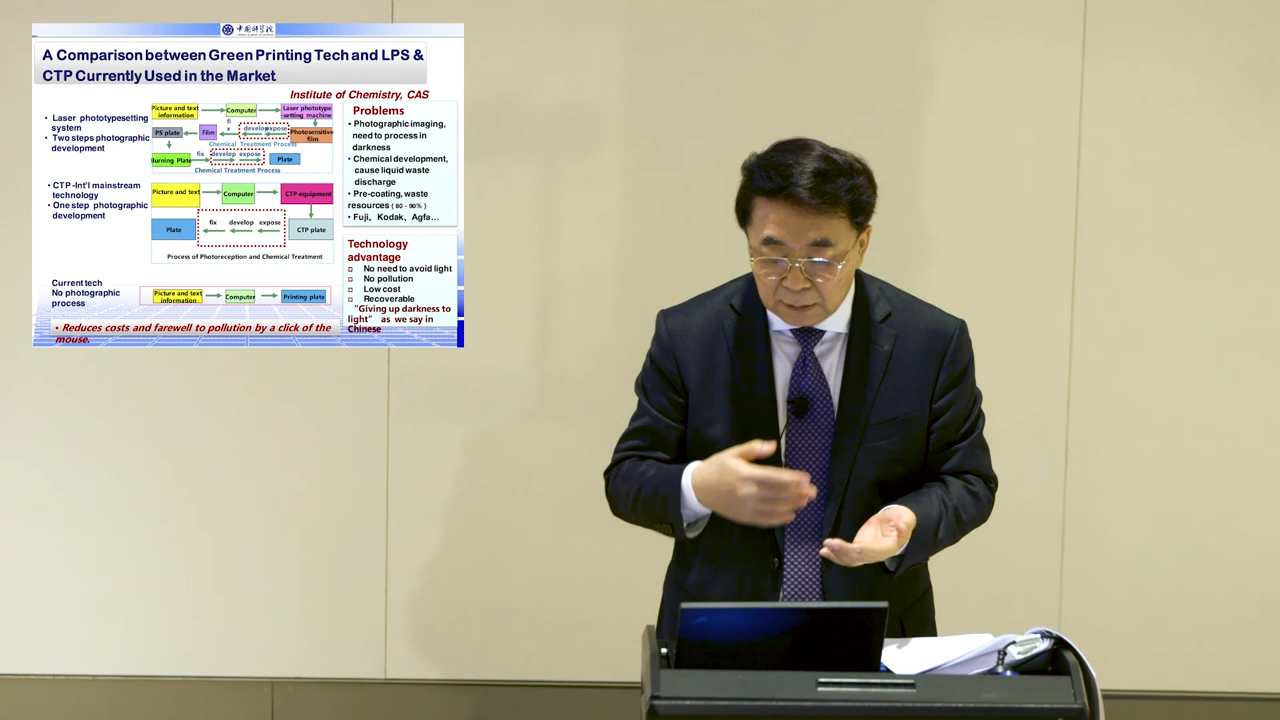 中国科学院
A Comparison between Green Printing Tech and LPS &
CTP Currently Used in the Market
Institute of Chemistry, CAS
• Laser phototypesetting
system
• Two steps photographic
development
Picture and text
information
Computer
Laser phototype
-setting machine
PS plate
Film
fi
x
develop
expose
Photosensitive
film
Chemical Treatment Process
Burning Plate
fix
develop
expose
Plate
Chemical Treatment Process
• CTP -Int'l mainstream
technology
• One step photographic
development
Picture and text
Computer
CTP equipment
Plate
fix
develop
expose
CTP plate
Process of Photoreception and Chemical Treatment
Current tech
No photographic
process
Picture and text
information
Computer
Printing plate
• Reduces costs and farewell to pollution by a click of the
mouse.
Problems
• Photographic imaging,
need to process in
darkness
• Chemical development,
cause liquid waste
discharge
• Pre-coating, waste
resources ( 80 - 90% )
• Fuji、Kodak、Agfa…
Technology
advantage
No need to avoid light
No pollution
Low cost
Recoverable
"Giving up darkness to
light" as we say in
Chinese